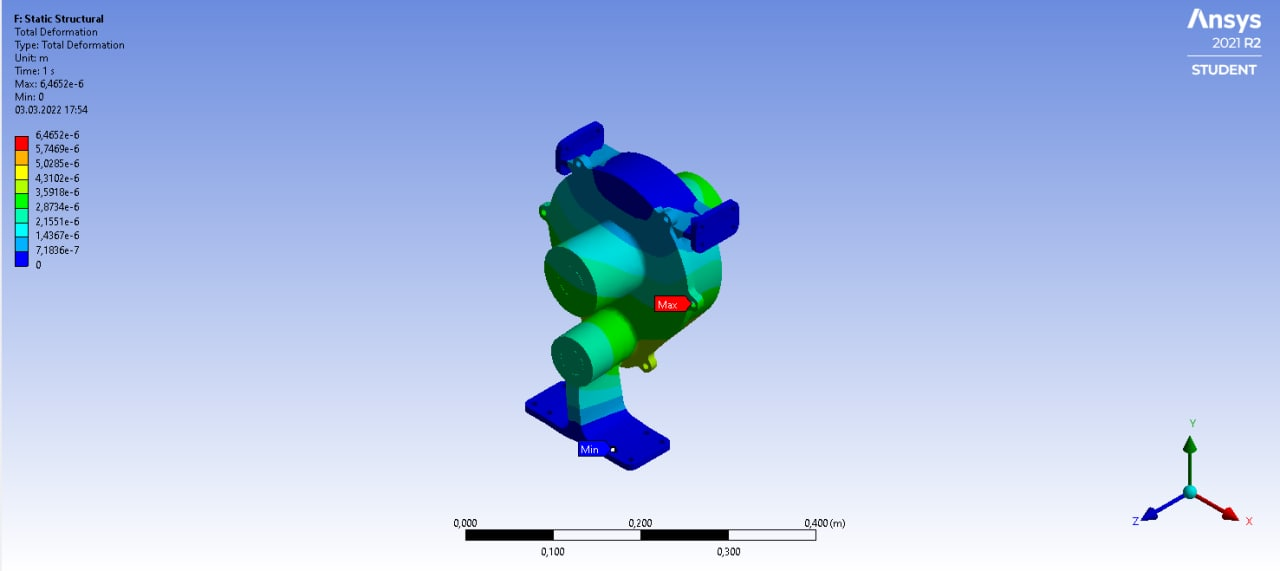 F: Static Structural
Total Deformation
Type: Total Deformation
Unit: m
Time: 1 s
Max: 6,4652e-6
Min: 0
03.03.2022 17:54
6,4652e-6
5,7469e-6
5,0285e-6
4,3102e-6
3,5918e-6
2,8734e-6
2,1551e-6
1,4367e-6
7,1836e-7
0
Ansys
2021 R2
STUDENT
Max
Min
0,000 0,200 0,400 (m)
0,100 0,300
Y
Z X